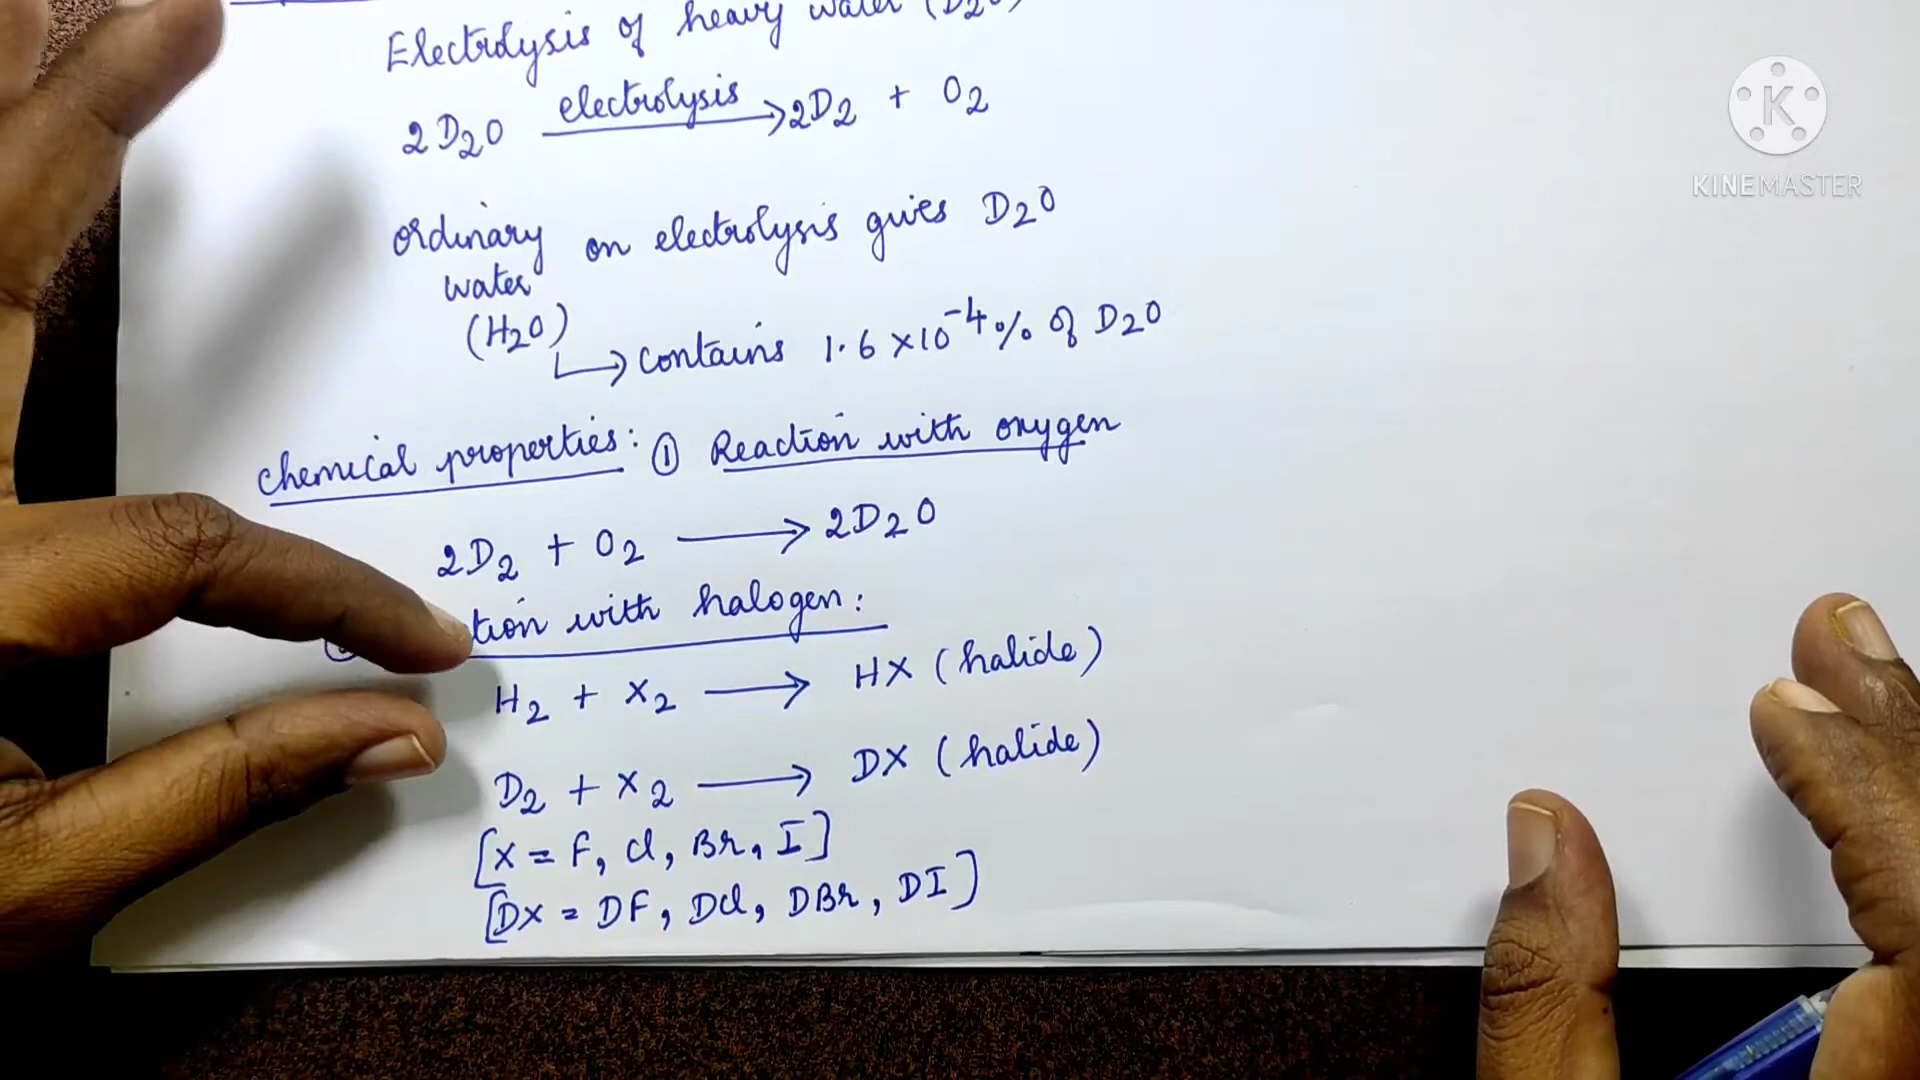 Electrolysis of heavy water (D2O)
2D2O electrolysis → 2D2 + O2
ordinary on electrolysis gives D2O
water
(H2O)
↳ contains 1.6 × 10⁻⁴ % of D2O
chemical properties: ① Reaction with oxygen
2D2 + O2 ⟶ 2D2O
tion with halogen:
H2 + X2 ⟶ HX (halide)
D2 + X2 ⟶ DX (halide)
[X = F, Cl, Br, I]
[DX = DF, DCl, DBr, DI]
K
KINEMASTER